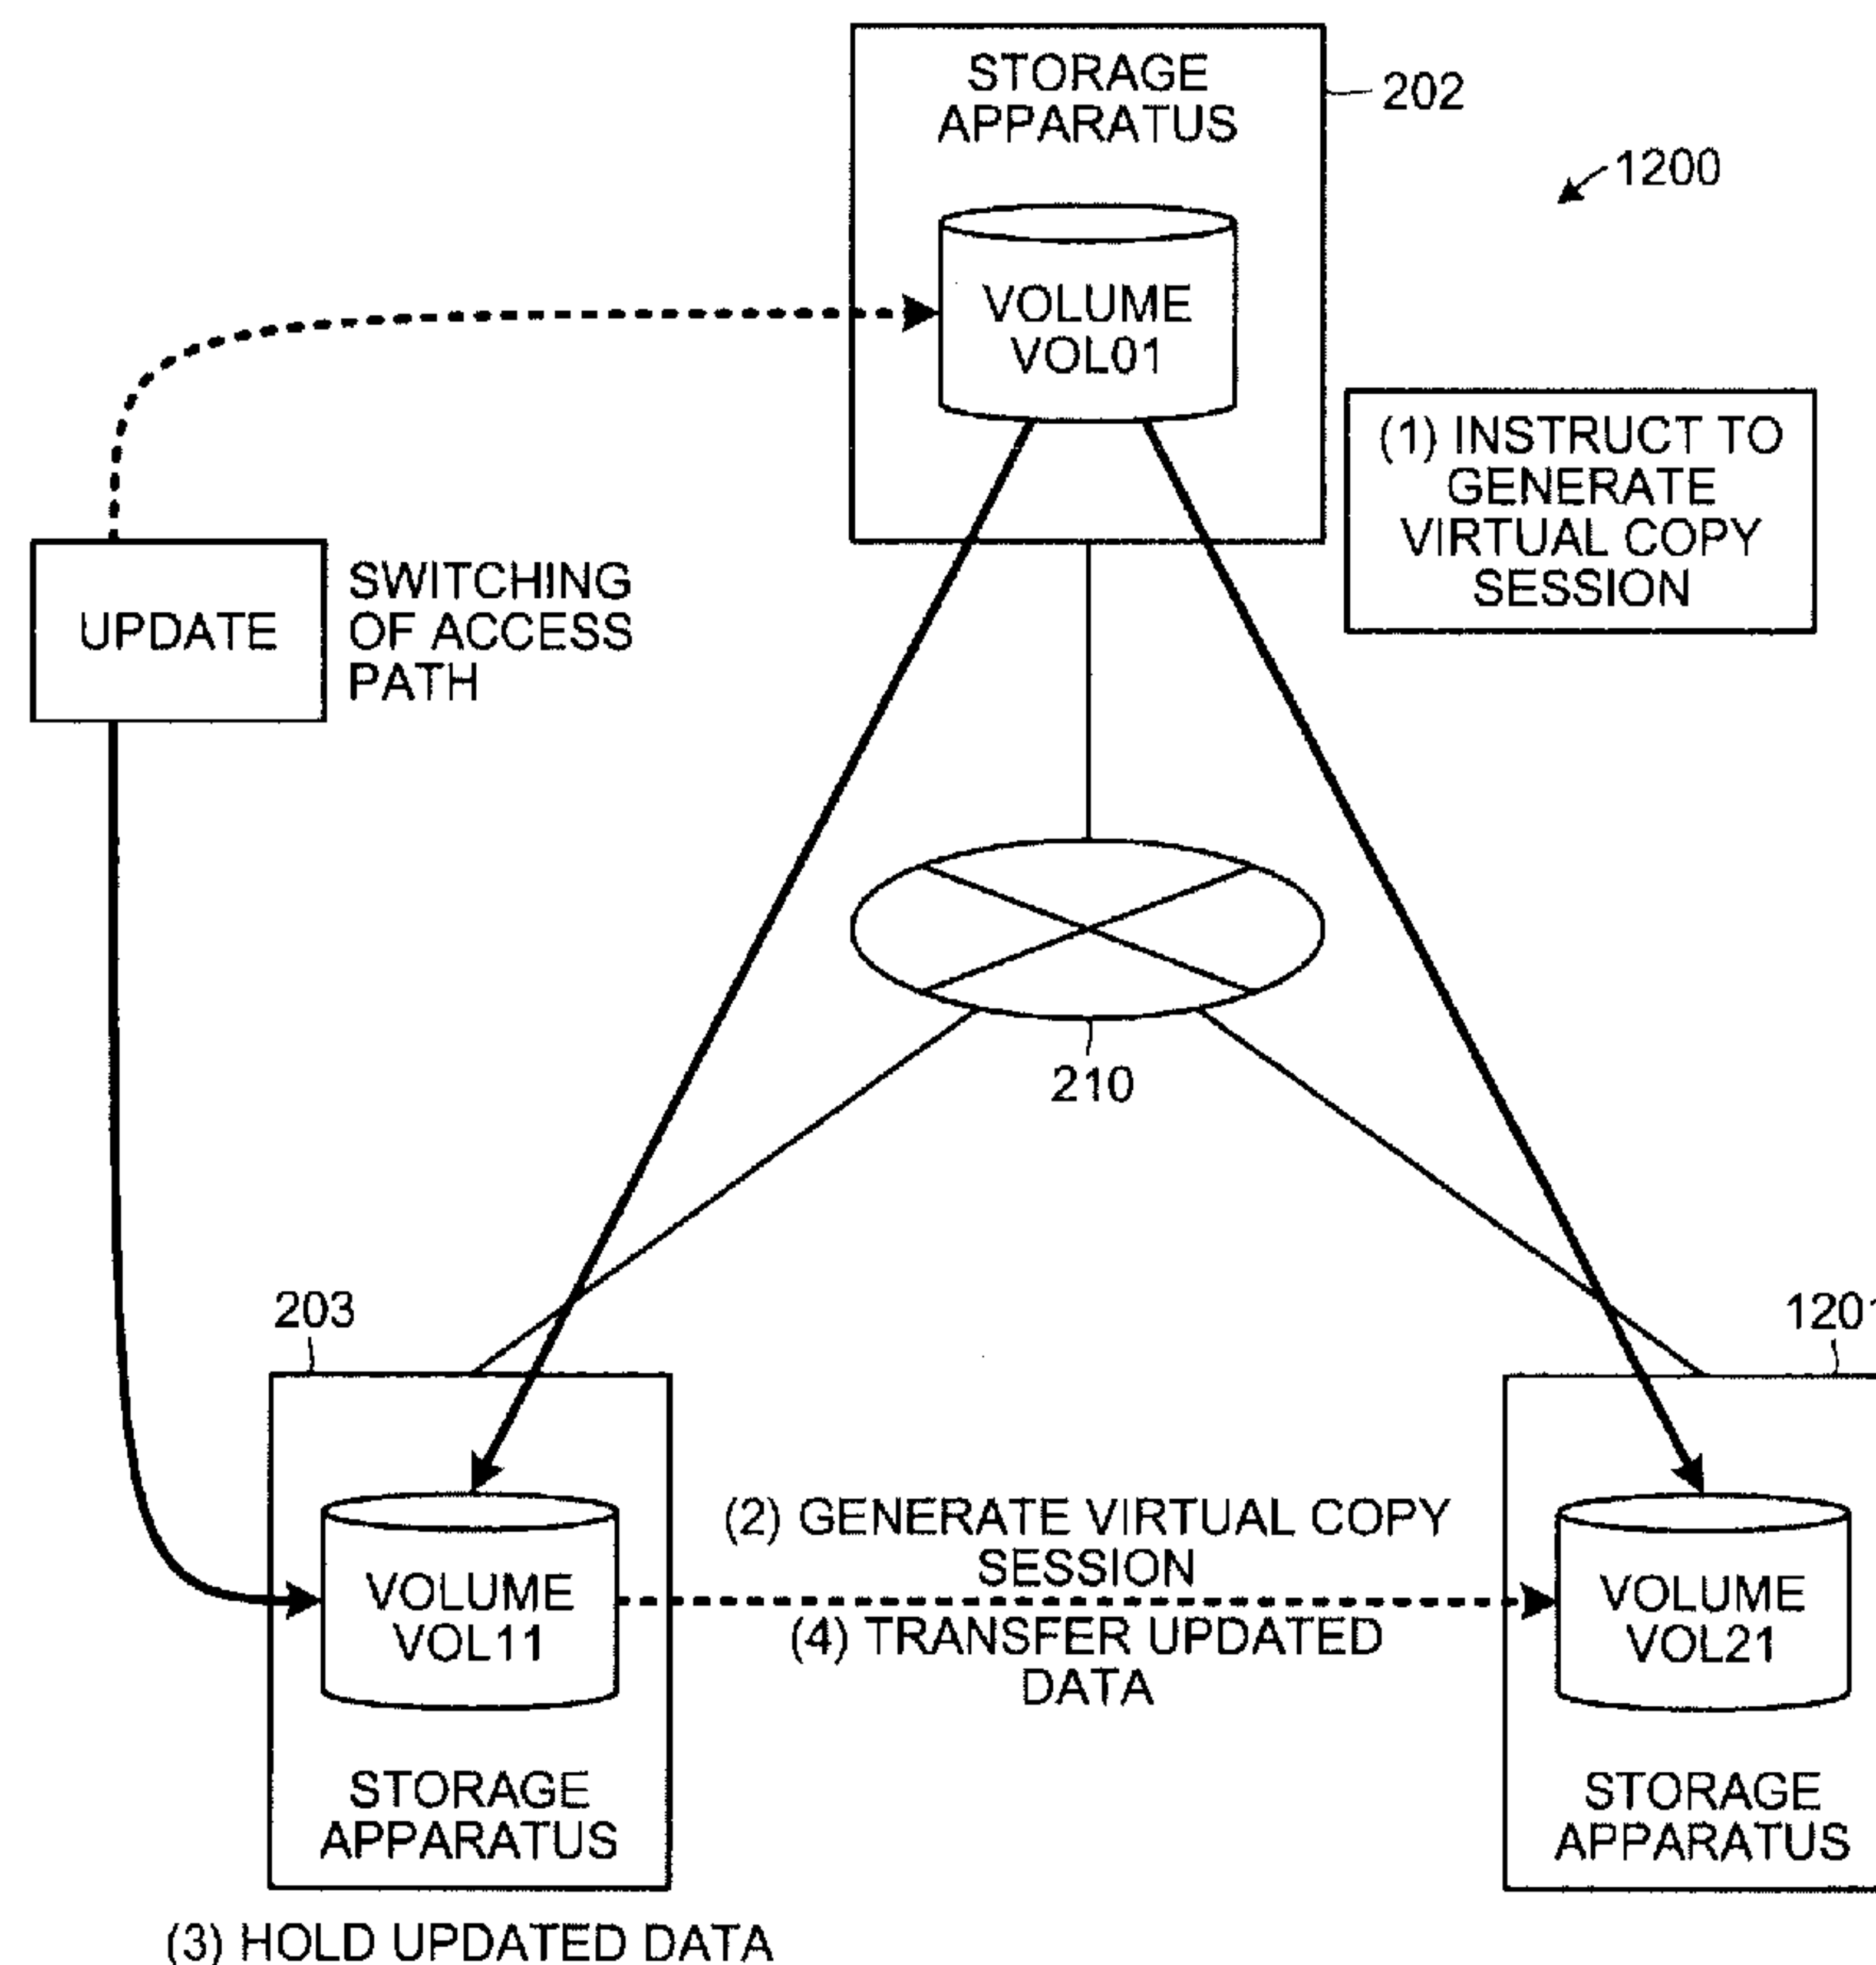 STORAGE
APPARATUS
202
1200
VOLUME
VOL01
(1) INSTRUCT TO
GENERATE
VIRTUAL COPY
SESSION
UPDATE
SWITCHING
OF ACCESS
PATH
210
203
1201
(2) GENERATE VIRTUAL COPY
SESSION
VOLUME
VOL11
(4) TRANSFER UPDATED
DATA
VOLUME
VOL21
STORAGE
APPARATUS
STORAGE
APPARATUS
(3) HOLD UPDATED DATA